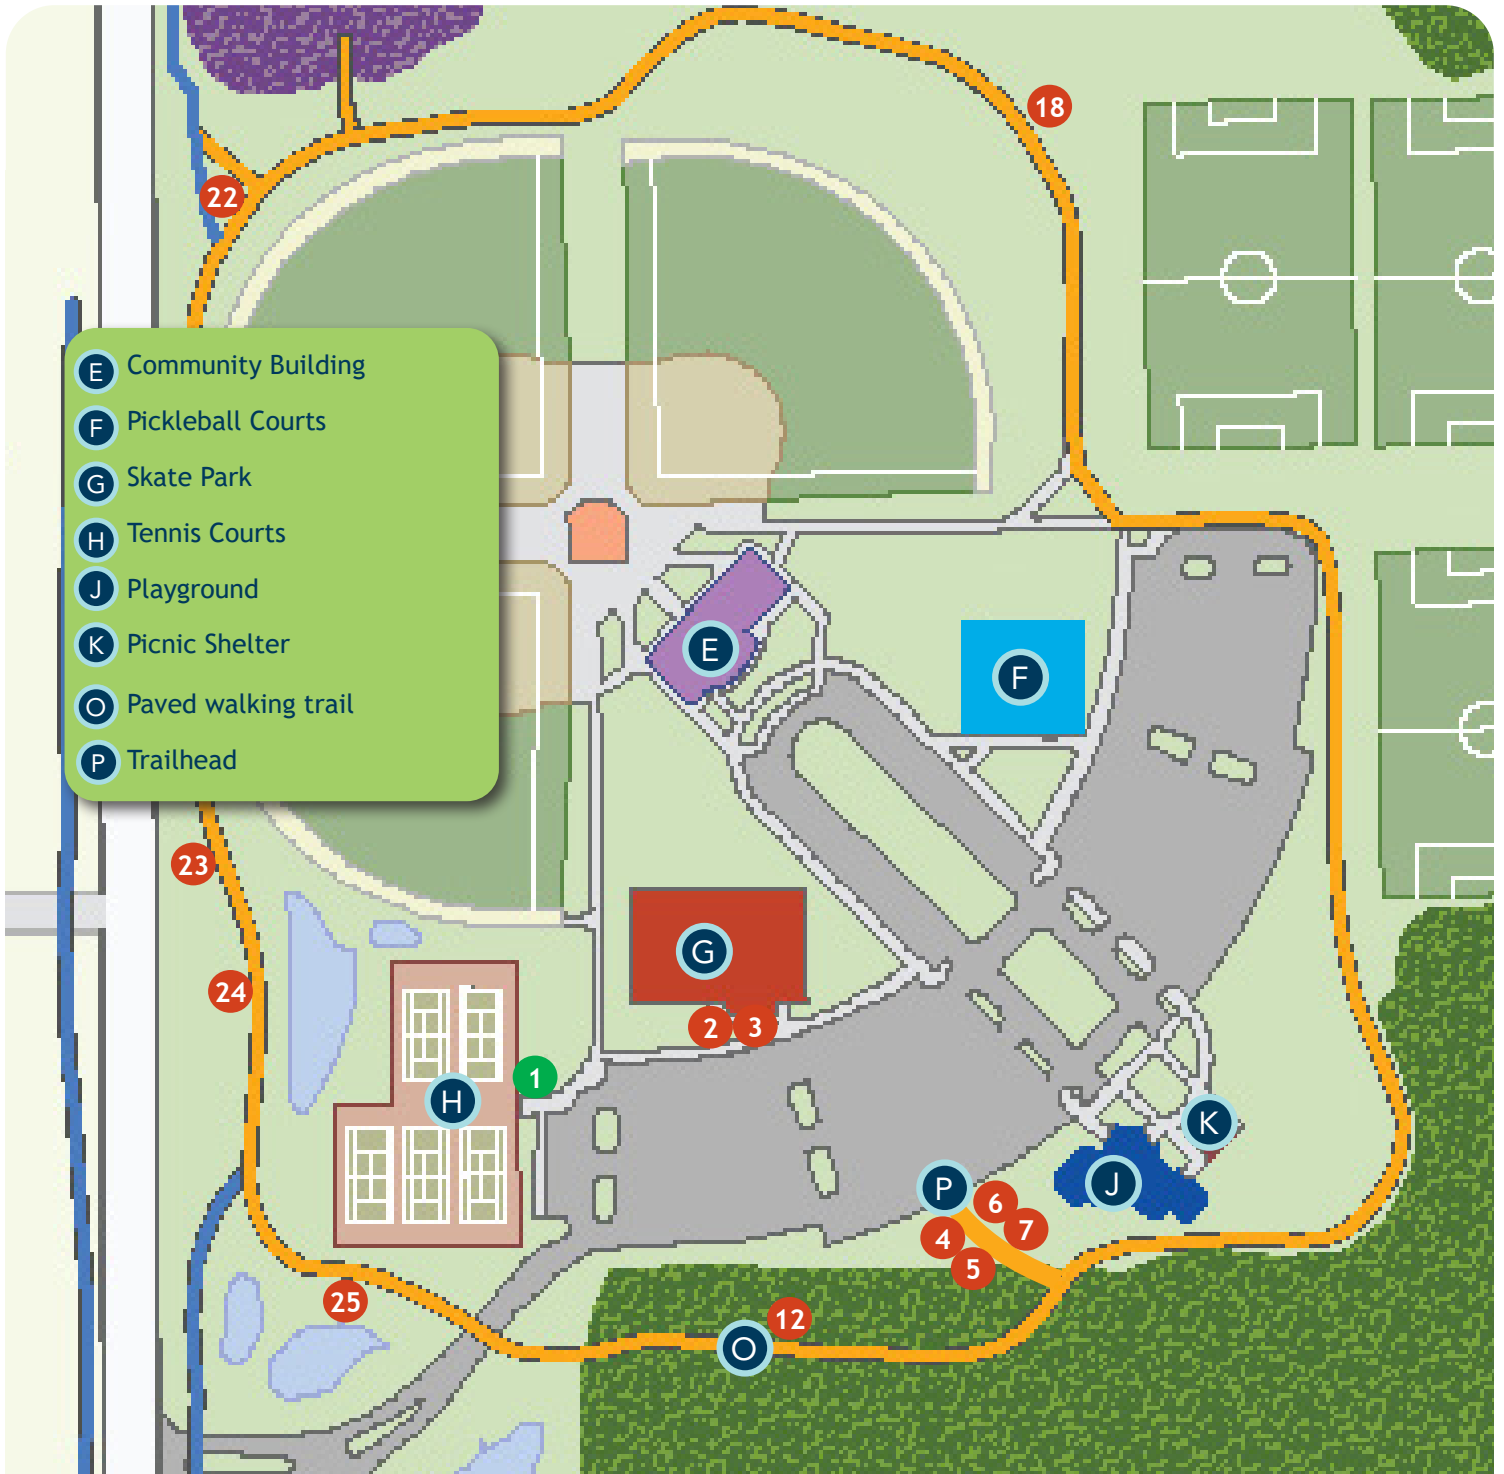 18
22
E Community Building
F Pickleball Courts
G Skate Park
H Tennis Courts
J Playground
K Picnic Shelter
O Paved walking trail
P Trailhead
E
F
23
G
24
2 3
1
H
K
J
P
6
7
4
5
25
12
O